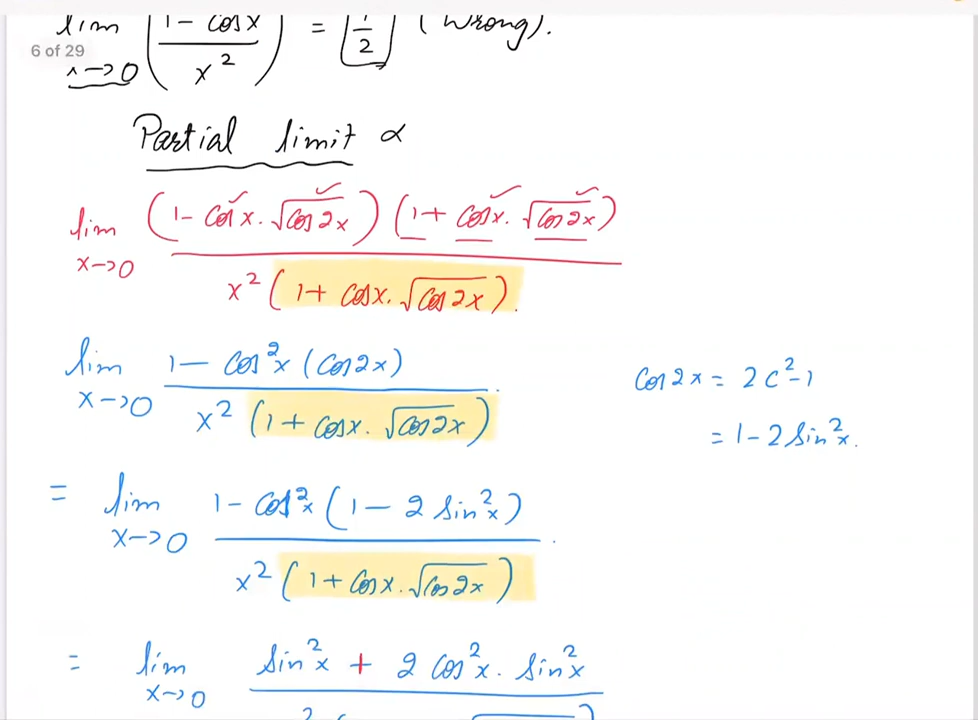 lim (1 - cos x / x²) = [1/2] (wrong).
6 of 29
x→0
Partial limit α
lim (1 - cos x . √cos 2x) (1 + cos x . √cos 2x)
x→0 x² (1 + cos x . √cos 2x).
lim 1 - cos²x (cos 2x)
x→0 x² (1 + cos x . √cos 2x)
cos 2x = 2c² - 1
= 1 - 2 sin²x.
= lim 1 - cos²x (1 - 2 sin²x)
x→0 x² (1 + cos x . √cos 2x)
= lim sin²x + 2 cos²x . sin²x
x→0